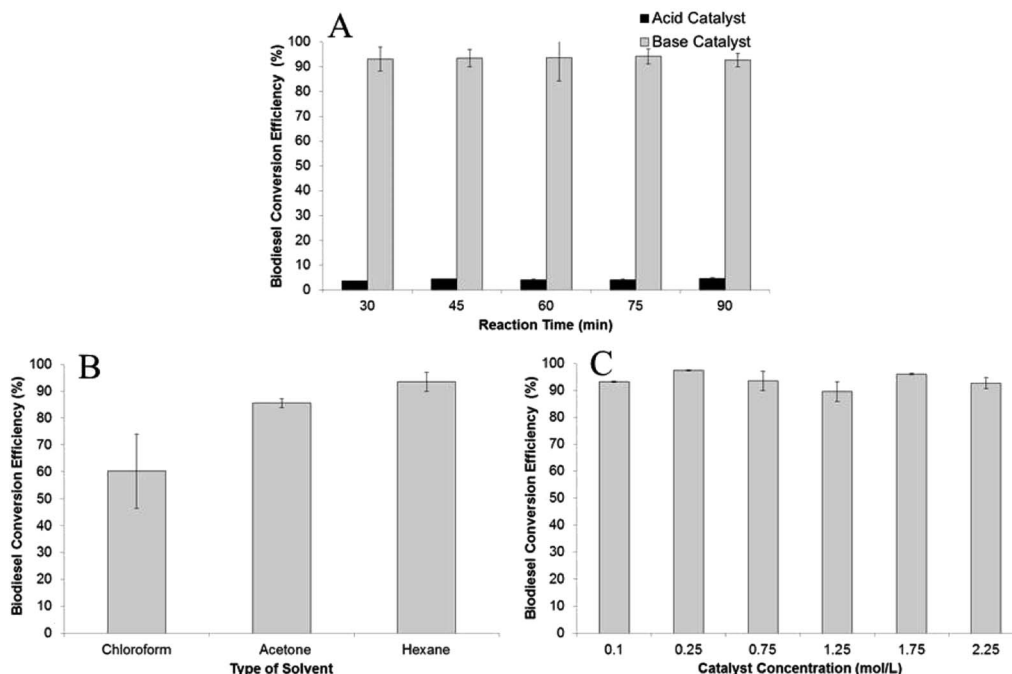 A
Acid Catalyst
Base Catalyst
Biodiesel Conversion Efficiency (%)
100
90
80
70
60
50
40
30
20
10
0
30 45 60 75 90
Reaction Time (min)
B
Biodiesel Conversion Efficiency (%)
100
90
80
70
60
50
40
30
20
10
0
Chloroform Acetone Hexane
Type of Solvent
C
Biodiesel Conversion Efficiency (%)
100
90
80
70
60
50
40
30
20
10
0
0.1 0.25 0.75 1.25 1.75 2.25
Catalyst Concentration (mol/L)